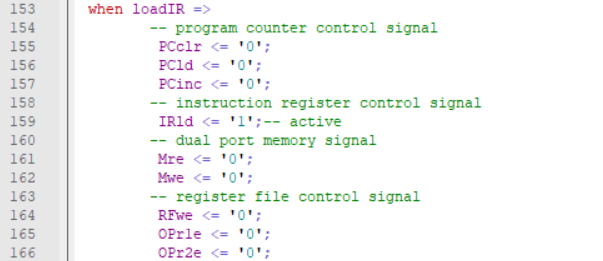 153 when loadIR =>
154 -- program counter control signal
155 PCclr <= '0';
156 PCld <= '0';
157 PCinc <= '0';
158 -- instruction register control signal
159 IRld <= '1';-- active
160 -- dual port memory signal
161 Mre <= '0';
162 Mwe <= '0';
163 -- register file control signal
164 RFwe <= '0';
165 OPr1e <= '0';
166 OPr2e <= '0';